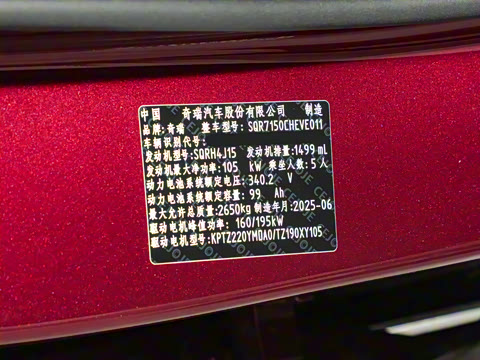 中国 奇瑞汽车股份有限公司 制造
品牌:奇瑞 整车型号:SQR7150CHEVE011
车辆识别代号:
发动机型号:SQRH4J15 发动机排量:1499mL
发动机最大净功率:105 kW 乘坐人数:5人
动力电池系统额定电压:340.2 V
动力电池系统额定容量:99 Ah
最大允许总质量:2650kg 制造年月:2025-06
驱动电机峰值功率:160/195kW
驱动电机型号:KPTZ220YMDA0/TZ190XY105